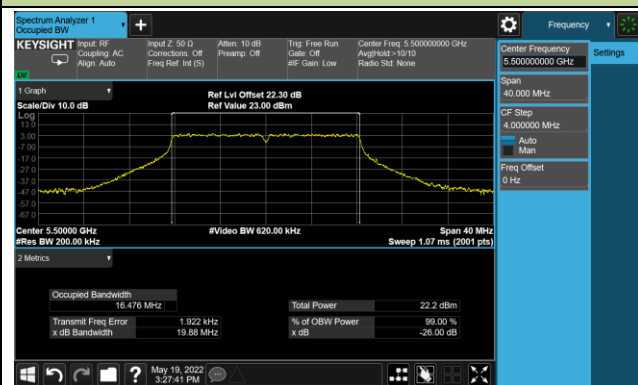 Spectrum Analyzer 1
Occupied BW
Frequency
KEYSIGHT
Input: RF
Coupling: AC
Align: Auto
Input Z: 50 Ω
Corrections: Off
Freq Ref: Int (S)
Atten: 10 dB
Preamp: Off
Trig: Free Run
Gate: Off
#IF Gain: Low
Center Freq: 5.500000000 GHz
Avg|Hold:>10/10
Radio Std: None
Center Frequency
5.500000000 GHz
Settings
Span
40.000 MHz
CF Step
4.000000 MHz
Auto
Man
Freq Offset
0 Hz
1 Graph
Scale/Div 10.0 dB
Ref Lvl Offset 22.30 dB
Ref Value 23.00 dBm
Log
13.0
3.00
-7.00
-17.0
-27.0
-37.0
-47.0
-57.0
-67.0
Center 5.50000 GHz
#Video BW 620.00 kHz
Span 40 MHz
#Res BW 200.00 kHz
Sweep 1.07 ms (2001 pts)
2 Metrics
Occupied Bandwidth
16.476 MHz
Total Power 22.2 dBm
Transmit Freq Error 1.922 kHz
% of OBW Power 99.00 %
x dB Bandwidth 19.88 MHz
x dB -26.00 dB
May 19, 2022
3:27:41 PM